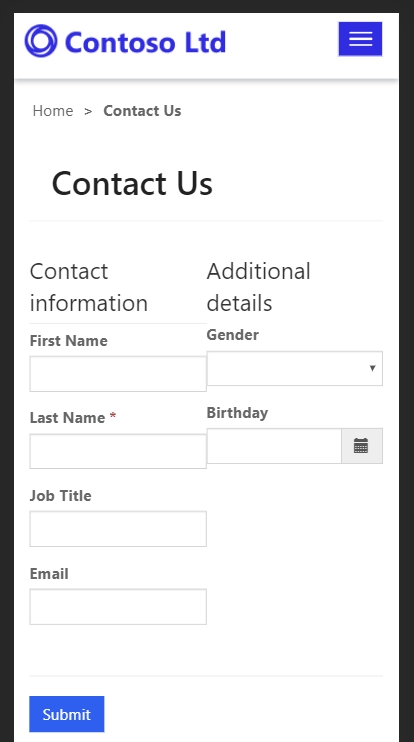 Contoso Ltd
Home > Contact Us
Contact Us
Contact
information
First Name
Last Name *
Job Title
Email
Additional
details
Gender
Birthday
Submit